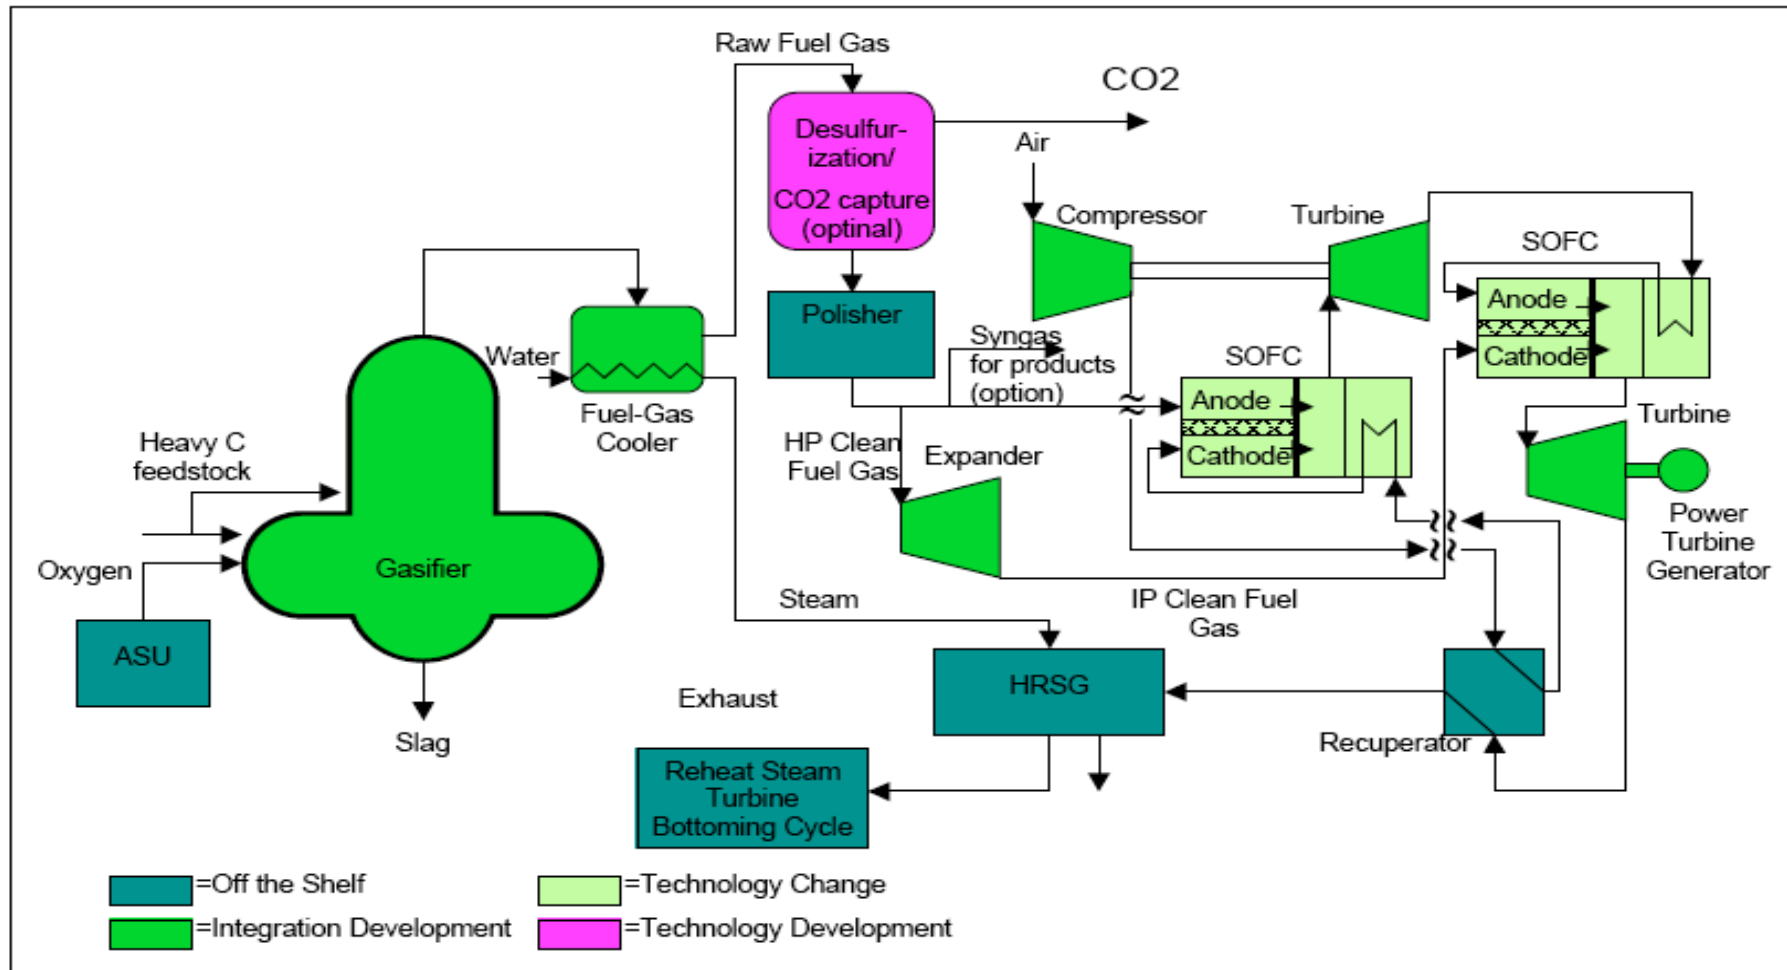 Raw Fuel Gas
CO2
Desulfur-
ization/
CO2 capture
(optinal)
Air
Compressor
Turbine
SOFC
Anode
Cathode
Polisher
Syngas
for products
(option)
SOFC
Anode
Cathode
Water
Fuel-Gas
Cooler
HP Clean
Fuel Gas
Expander
Turbine
Power
Turbine
Generator
Heavy C
feedstock
Oxygen
Gasifier
ASU
Slag
Steam
IP Clean Fuel
Gas
HRSG
Recuperator
Exhaust
Reheat Steam
Turbine
Bottoming Cycle
=Off the Shelf
=Technology Change
=Integration Development
=Technology Development